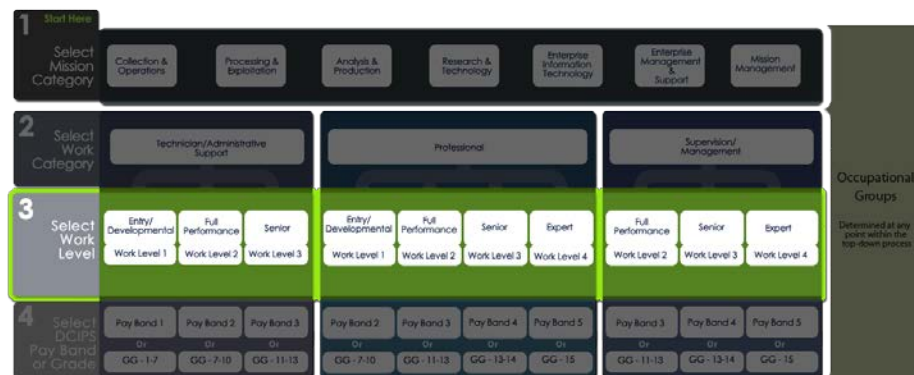 1 Start Here
Select
Mission
Category
Collection &
Operations
Processing &
Exploitation
Analysis &
Production
Research &
Technology
Enterprise
Information
Technology
Enterprise
Management
&
Support
Mission
Management
2 Select
Work
Category
Technician/Administrative
Support
Professional
Supervision/
Management
3 Select
Work
Level
Entry/
Developmental
Full
Performance
Senior
Work Level 1
Work Level 2
Work Level 3
Entry/
Developmental
Full
Performance
Senior
Expert
Work Level 1
Work Level 2
Work Level 3
Work Level 4
Full
Performance
Senior
Expert
Work Level 2
Work Level 3
Work Level 4
4 Select
DCIPS
Pay Band
or Grade
Pay Band 1
Pay Band 2
Pay Band 3
Or
Or
Or
GG - 1-7
GG - 7-10
GG - 11-13
Pay Band 2
Pay Band 3
Pay Band 4
Pay Band 5
Or
Or
Or
Or
GG - 7-10
GG - 11-13
GG - 13-14
GG - 15
Pay Band 3
Pay Band 4
Pay Band 5
Or
Or
Or
GG - 11-13
GG - 13-14
GG - 15
Occupational
Groups
Determined at any
point within the
top-down process